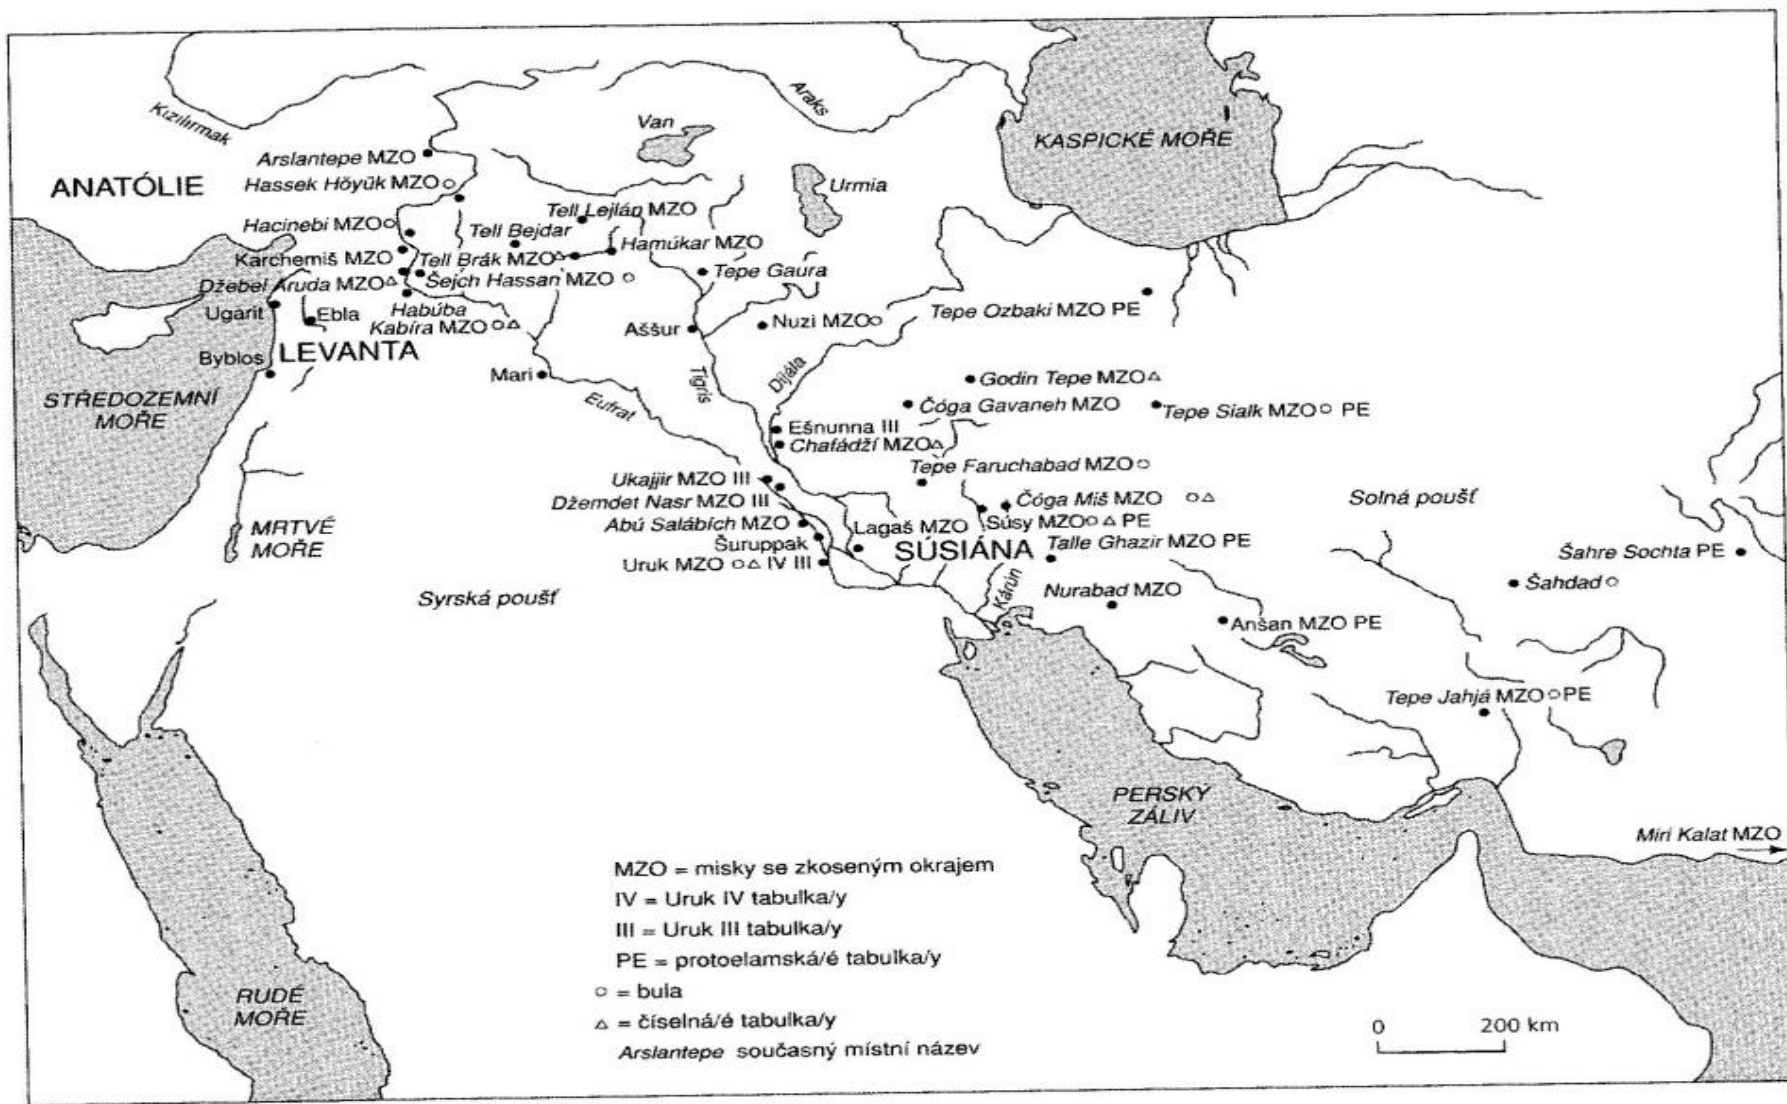 Kızılırmak
Araks
Van
KASPICKÉ MOŘE
Arslantepe MZO
ANATÓLIE
Hassek Höyük MZO ○
Urmia
Tell Lejlán MZO
Hacinebi MZO ○
Tell Bejdar
Hamúkar MZO
Karchemiš MZO
Tell Brák MZO △
Tepe Gaura
Džebel Aruda MZO △
Šejch Hassan MZO ○
Ugarit
Ebla
Habúba
Kabíra MZO ○ △
Aššur
Nuzi MZO ○
Tepe Ozbaki MZO PE
Byblos
LEVANTA
Mari
Tigris
Dijála
Eufrat
STŘEDOZEMNÍ
MOŘE
Godin Tepe MZO △
Čóga Gavaneh MZO
Tepe Sialk MZO ○ PE
Ešnunna III
Chafádží MZO △
Tepe Faruchabad MZO ○
Ukajjir MZO III
Džemdet Nasr MZO III
Čóga Miš MZO ○ △
Solná poušť
MRTVÉ
MOŘE
Abú Salábích MZO
Lagaš MZO
Súsy MZO ○ △ PE
Šuruppak
SÚSIÁNA
Talle Ghazir MZO PE
Šahre Sochta PE
Uruk MZO ○ △ IV III
Šahdad ○
Syrská poušť
Kárún
Nurabad MZO
Anšan MZO PE
Tepe Jahjá MZO ○ PE
PERSKÝ
ZÁLIV
Miri Kalat MZO
MZO = misky se zkoseným okrajem
IV = Uruk IV tabulka/y
III = Uruk III tabulka/y
PE = protoelamská/é tabulka/y
○ = bula
△ = číselná/é tabulka/y
Arslantepe současný místní název
RUDÉ
MOŘE
0 200 km